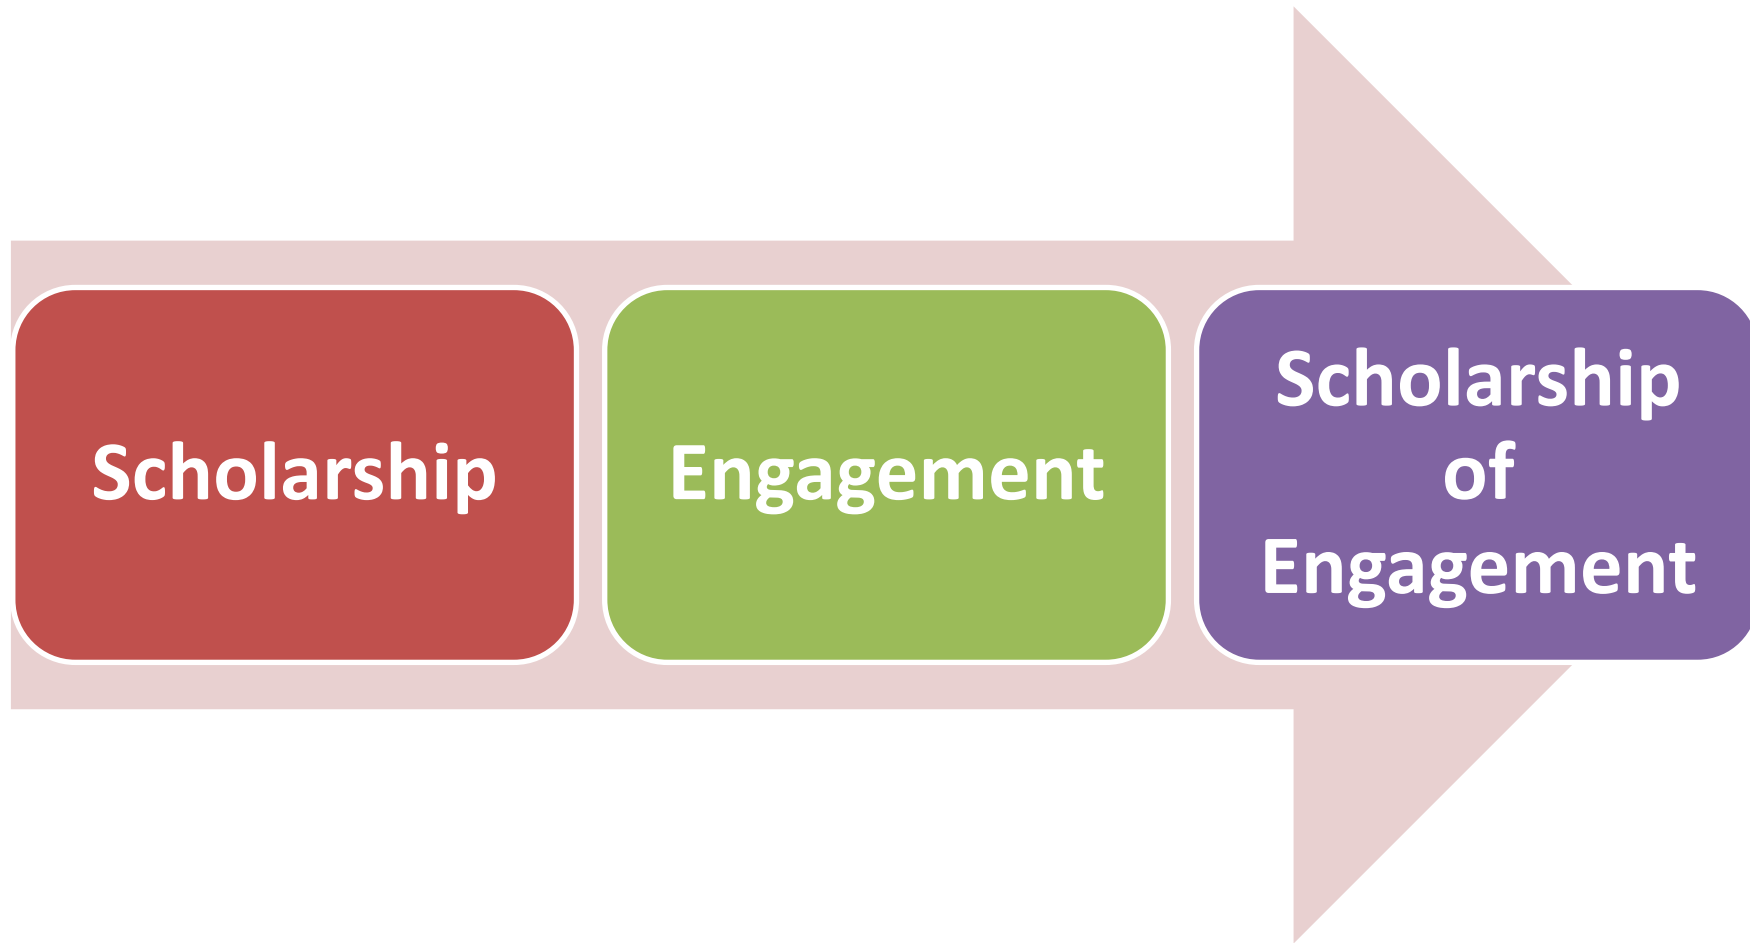 Scholarship
Engagement
Scholarship
of
Engagement